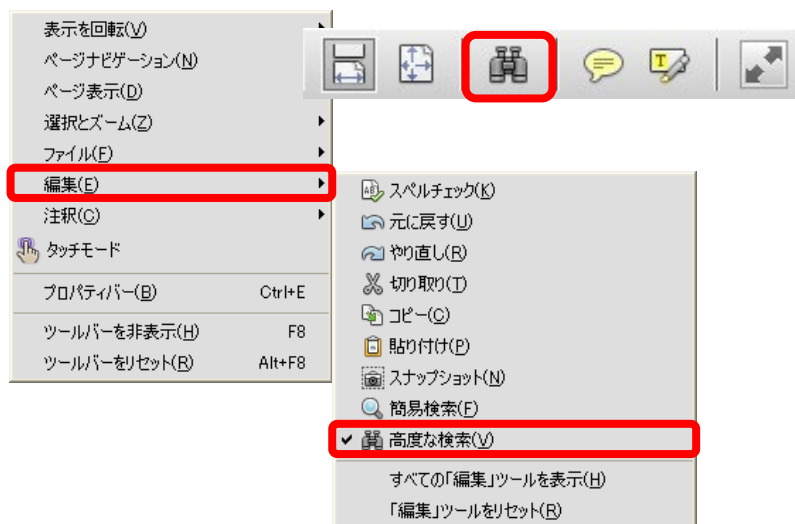 表示を回転(V)
ページナビゲーション(N)
ページ表示(D)
選択とズーム(Z)
ファイル(F)
編集(E)
注釈(C)
タッチモード
プロパティバー(B) Ctrl+E
ツールバーを非表示(H) F8
ツールバーをリセット(R) Alt+F8
スペルチェック(K)
元に戻す(U)
やり直し(R)
切り取り(T)
コピー(C)
貼り付け(P)
スナップショット(N)
簡易検索(F)
高度な検索(V)
すべての「編集」ツールを表示(H)
「編集」ツールをリセット(R)